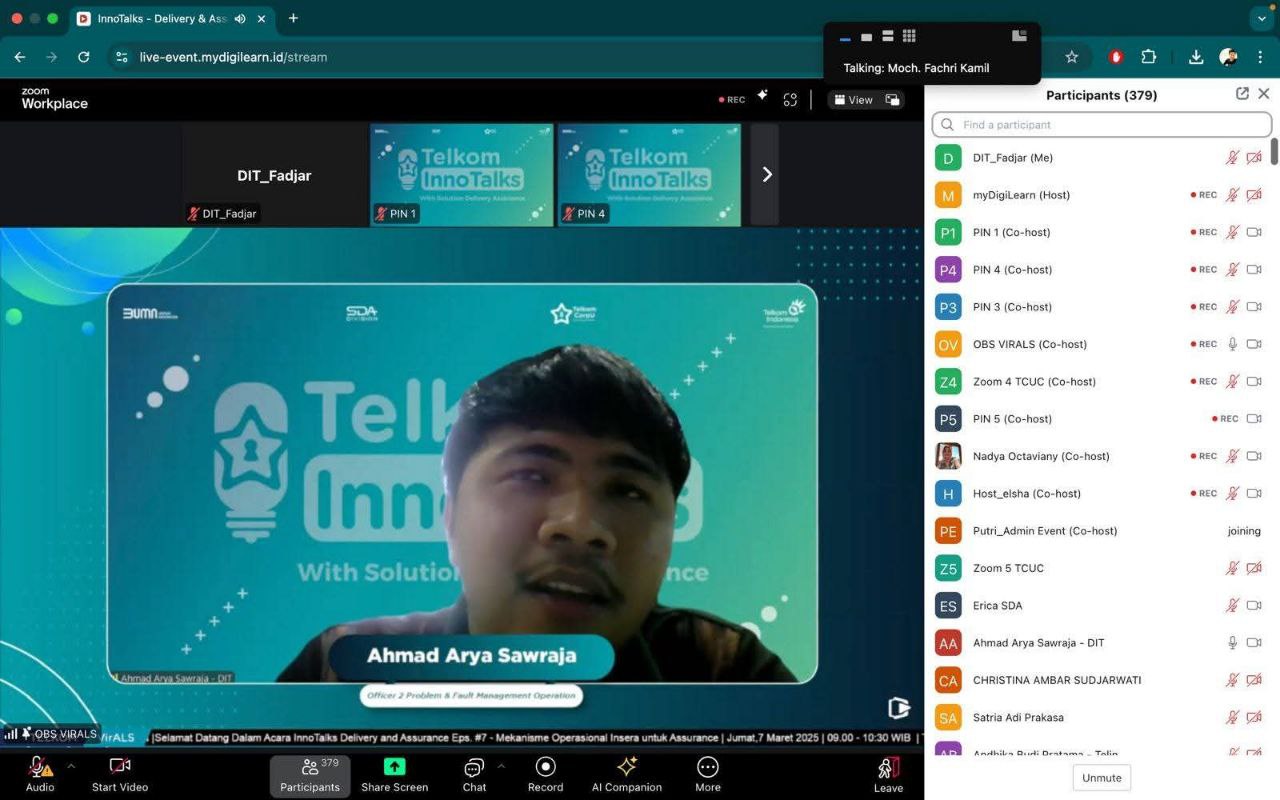 InnoTalks - Delivery & Ass
live-event.mydigilearn.id/stream
Talking: Moch. Fachri Kamil
zoom
Workplace
REC
View
DIT_Fadjar
DIT_Fadjar
Telkom
InnoTalks
With Solution Delivery Assistance
PIN 1
Telkom
InnoTalks
PIN 4
BUMN
SDA
DIVISION
Telkom
Telkom
Indonesia
Telk
Inn s
With Solution nce
Ahmad Arya Sawraja
Ahmad Arya Sawraja - DIT
Officer 2 Problem & Fault Management Operation
OBS VIRALS
VirALS
|Selamat Datang Dalam Acara InnoTalks Delivery and Assurance Eps. #7 - Mekanisme Operasional Insera untuk Assurance | Jumat,7 Maret 2025 | 09.00 - 10:30 WIB |
Audio
Start Video
Participants
379
Share Screen
Chat
Record
AI Companion
More
Leave
Participants (379)
Find a participant
D DIT_Fadjar (Me)
M myDigiLearn (Host) REC
P1 PIN 1 (Co-host) REC
P4 PIN 4 (Co-host) REC
P3 PIN 3 (Co-host) REC
OV OBS VIRALS (Co-host) REC
Z4 Zoom 4 TCUC (Co-host) REC
P5 PIN 5 (Co-host) REC
Nadya Octaviany (Co-host) REC
H Host_elsha (Co-host) REC
PE Putri_Admin Event (Co-host) joining
Z5 Zoom 5 TCUC
ES Erica SDA
AA Ahmad Arya Sawraja - DIT
CA CHRISTINA AMBAR SUDJARWATI
SA Satria Adi Prakasa
Andhika Budi Pratama - Telin
Unmute